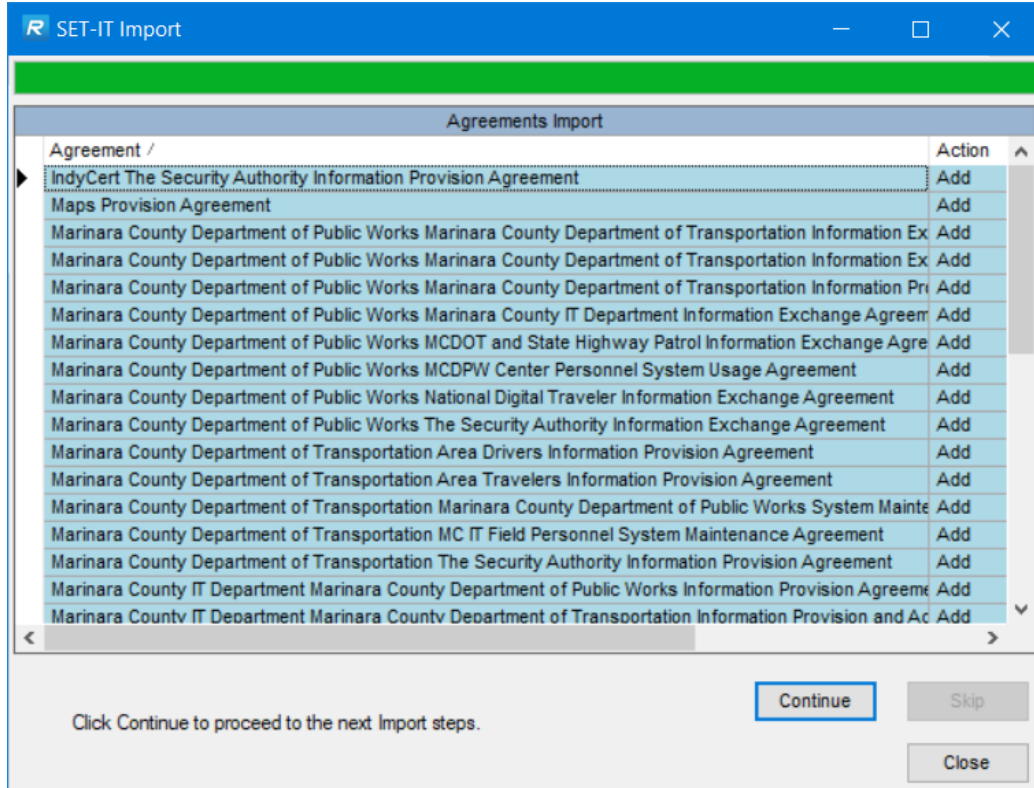 R SET-IT Import
Agreements Import
Agreement / Action
IndyCert The Security Authority Information Provision Agreement Add
Maps Provision Agreement Add
Marinara County Department of Public Works Marinara County Department of Transportation Information Ex Add
Marinara County Department of Public Works Marinara County Department of Transportation Information Ex Add
Marinara County Department of Public Works Marinara County Department of Transportation Information Pro Add
Marinara County Department of Public Works Marinara County IT Department Information Exchange Agreem Add
Marinara County Department of Public Works MCDOT and State Highway Patrol Information Exchange Agre Add
Marinara County Department of Public Works MCDPW Center Personnel System Usage Agreement Add
Marinara County Department of Public Works National Digital Traveler Information Exchange Agreement Add
Marinara County Department of Public Works The Security Authority Information Exchange Agreement Add
Marinara County Department of Transportation Area Drivers Information Provision Agreement Add
Marinara County Department of Transportation Area Travelers Information Provision Agreement Add
Marinara County Department of Transportation Marinara County Department of Public Works System Mainte Add
Marinara County Department of Transportation MC IT Field Personnel System Maintenance Agreement Add
Marinara County Department of Transportation The Security Authority Information Provision Agreement Add
Marinara County IT Department Marinara County Department of Public Works Information Provision Agreeme Add
Marinara County IT Department Marinara County Department of Transportation Information Provision and Ac Add
Continue Skip
Click Continue to proceed to the next Import steps.
Close